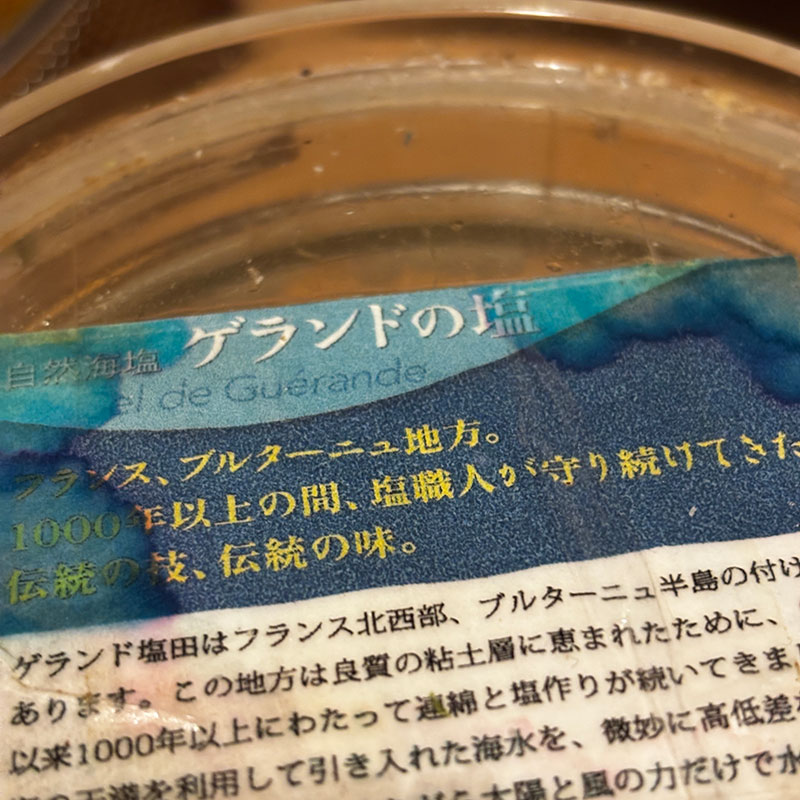 自然海塩 ゲランドの塩
el de Guérande
フランス、ブルターニュ地方。
1000年以上の間、塩職人が守り続けてきた
伝統の技、伝統の味。
ゲランド塩田はフランス北西部、ブルターニュ半島の付け
あります。この地方は良質の粘土層に恵まれたために、
以来1000年以上にわたって連綿と塩作りが続いてきまし
を利用して引き入れた海水を、微妙に高低差
太陽と風の力だけで水